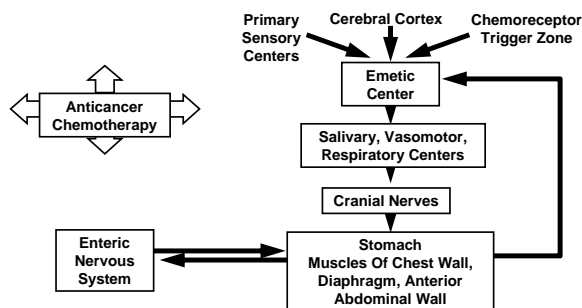 Primary
Sensory
Centers
Cerebral Cortex
Chemoreceptor
Trigger Zone
Emetic
Center
Anticancer
Chemotherapy
Salivary, Vasomotor,
Respiratory Centers
Cranial Nerves
Enteric
Nervous
System
Stomach
Muscles Of Chest Wall,
Diaphragm, Anterior
Abdominal Wall